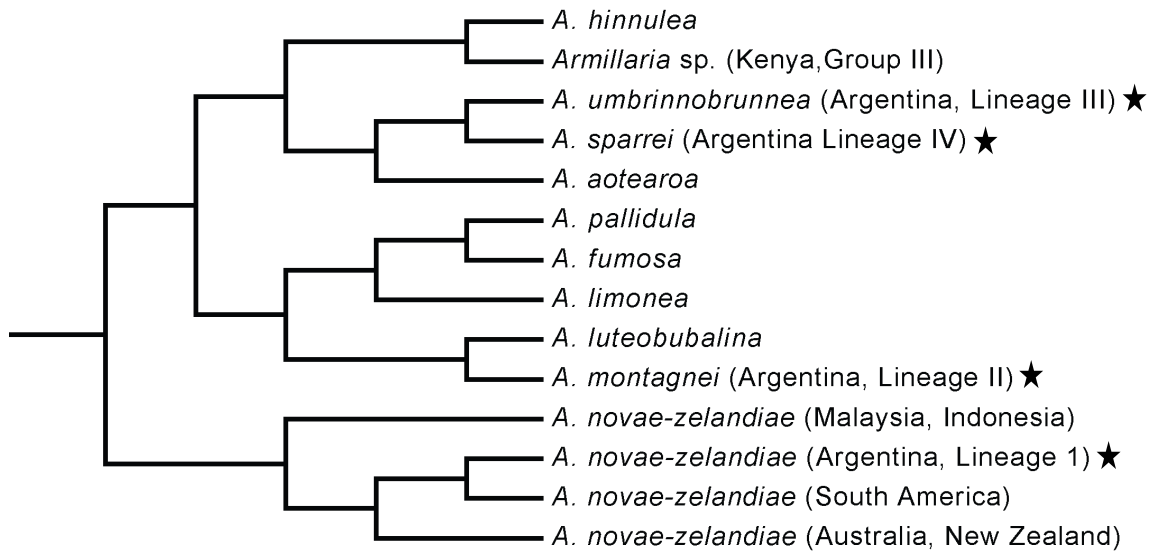 A. hinnulea
Armillaria sp. (Kenya,Group III)
A. umbrinnobrunnea (Argentina, Lineage III)
A. sparrei (Argentina Lineage IV)
A. aotearoa
A. pallidula
A. fumosa
A. limonea
A. luteobubalina
A. montagnei (Argentina, Lineage II)
A. novae-zelandiae (Malaysia, Indonesia)
A. novae-zelandiae (Argentina, Lineage 1)
A. novae-zelandiae (South America)
A. novae-zelandiae (Australia, New Zealand)